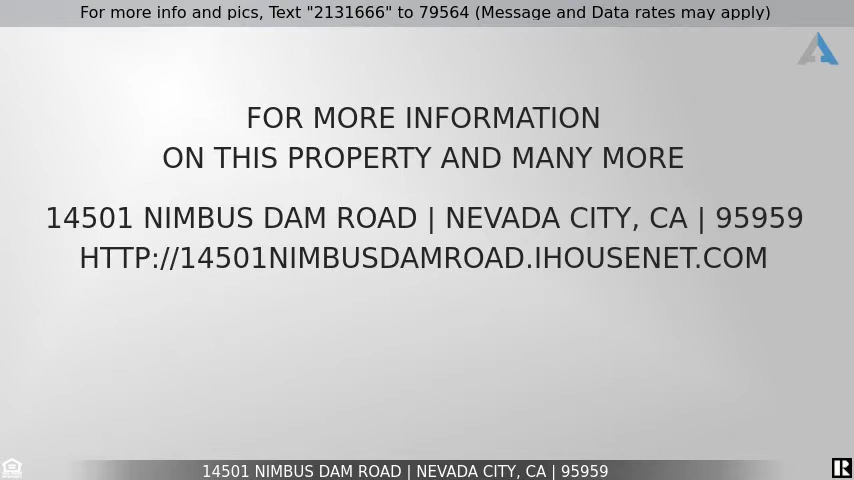 For more info and pics, Text "2131666" to 79564 (Message and Data rates may apply)
FOR MORE INFORMATION
ON THIS PROPERTY AND MANY MORE
14501 NIMBUS DAM ROAD | NEVADA CITY, CA | 95959
HTTP://14501NIMBUSDAMROAD.IHOUSENET.COM
14501 NIMBUS DAM ROAD | NEVADA CITY, CA | 95959